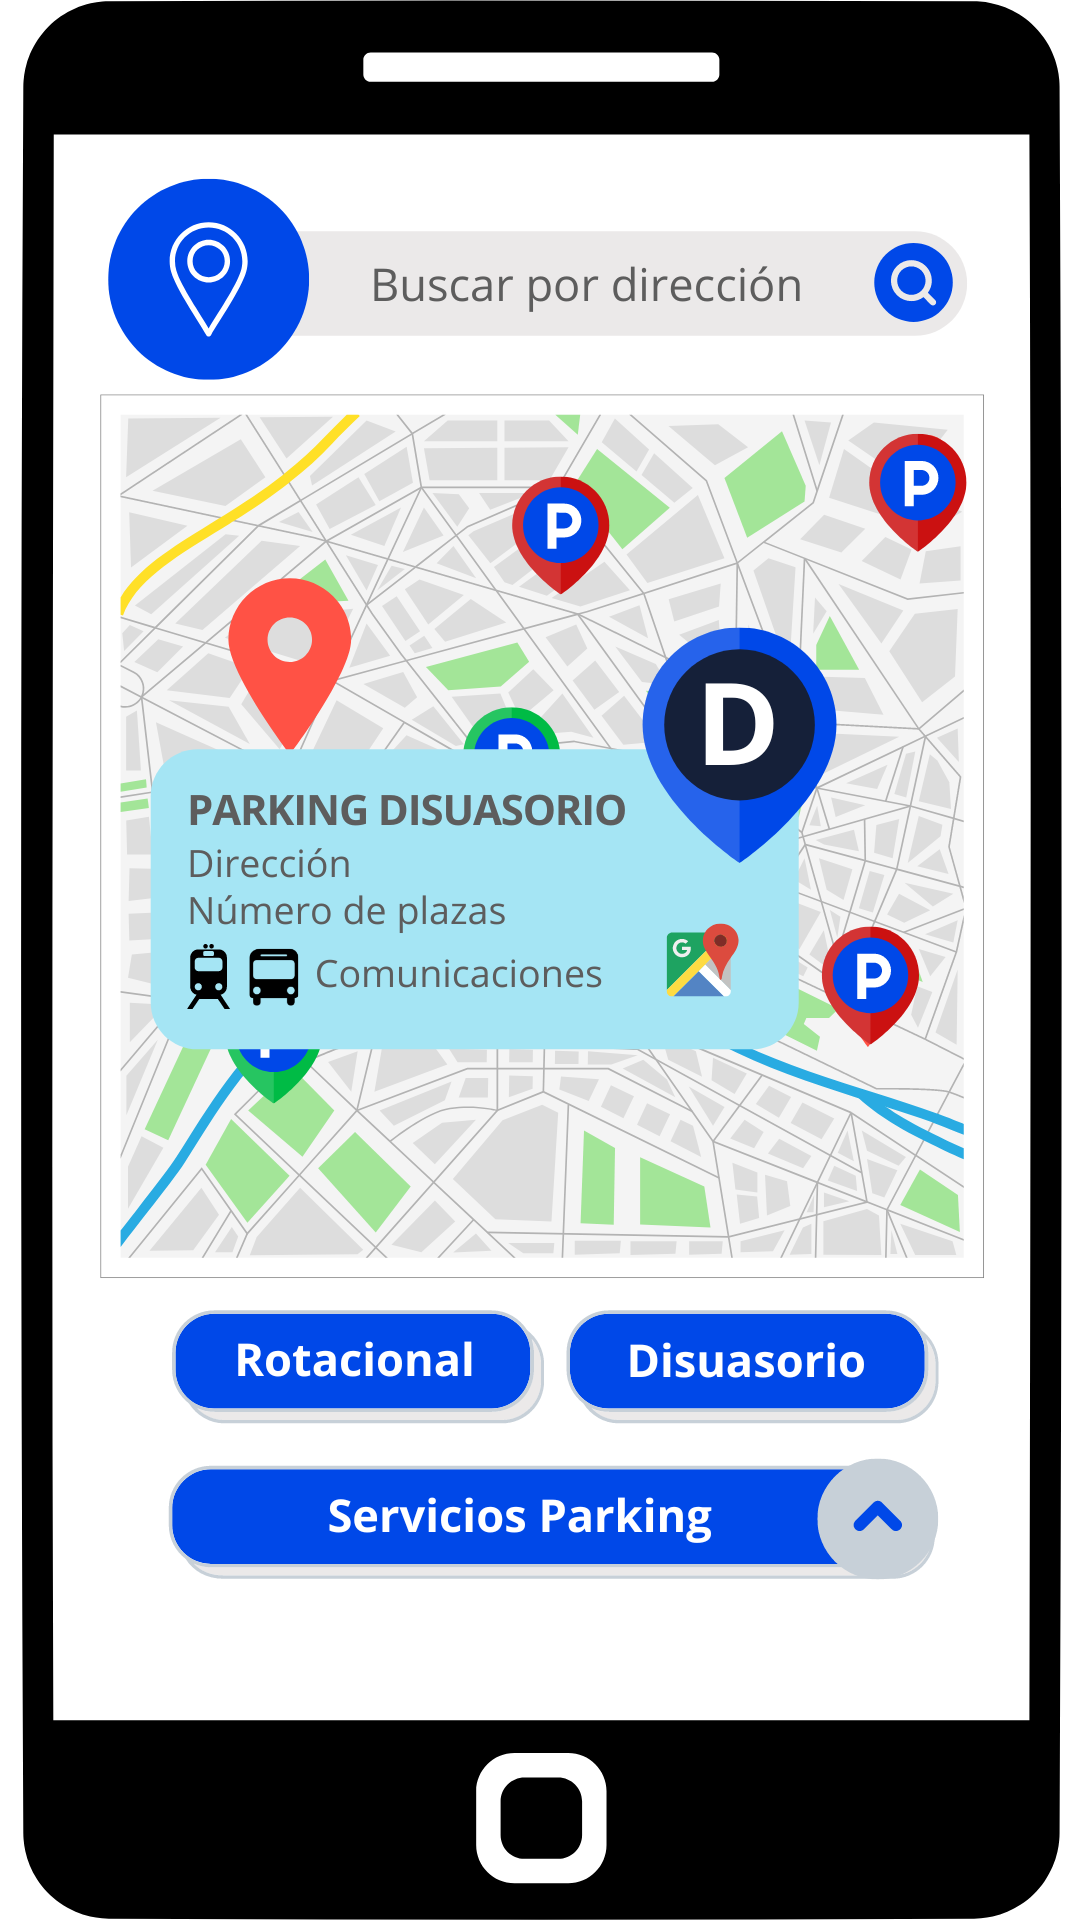 Buscar por dirección
P
P
D
P
PARKING DISUASORIO
Dirección
Número de plazas
Comunicaciones
G
P
P
Rotacional
Disuasorio
Servicios Parking